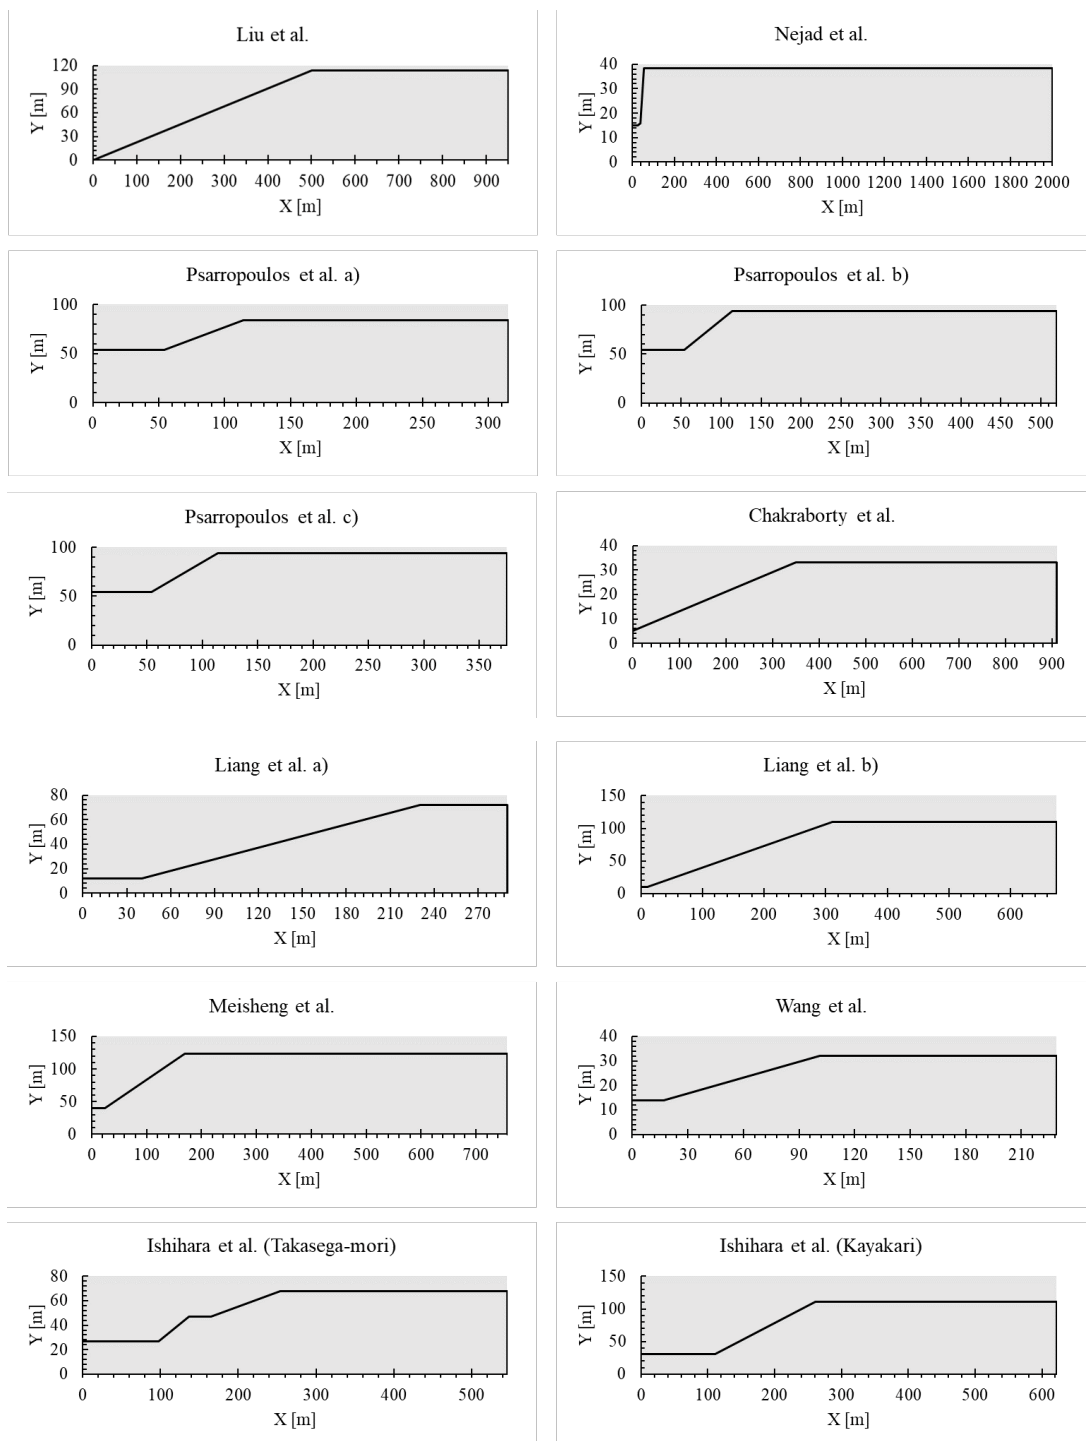 Liu et al.
120
90
60
30
0
Y [m]
0 100 200 300 400 500 600 700 800 900
X [m]
Nejad et al.
40
30
20
10
0
Y [m]
0 200 400 600 800 1000 1200 1400 1600 1800 2000
X [m]
Psarropoulos et al. a)
100
50
0
Y [m]
0 50 100 150 200 250 300
X [m]
Psarropoulos et al. b)
100
50
0
Y [m]
0 50 100 150 200 250 300 350 400 450 500
X [m]
Psarropoulos et al. c)
100
50
0
Y [m]
0 50 100 150 200 250 300 350
X [m]
Chakraborty et al.
40
30
20
10
0
Y [m]
0 100 200 300 400 500 600 700 800 900
X [m]
Liang et al. a)
80
60
40
20
0
Y [m]
0 30 60 90 120 150 180 210 240 270
X [m]
Liang et al. b)
150
100
50
0
Y [m]
0 100 200 300 400 500 600
X [m]
Meisheng et al.
150
100
50
0
Y [m]
0 100 200 300 400 500 600 700
X [m]
Wang et al.
40
30
20
10
0
Y [m]
0 30 60 90 120 150 180 210
X [m]
Ishihara et al. (Takasega-mori)
80
60
40
20
0
Y [m]
0 100 200 300 400 500
X [m]
Ishihara et al. (Kayakari)
150
100
50
0
Y [m]
0 100 200 300 400 500 600
X [m]